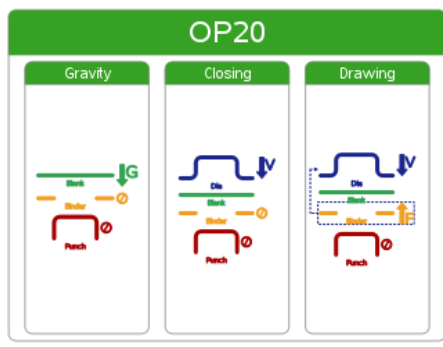 OP20
Gravity
G
Blank
Binder
Punch
Closing
V
Die
Blank
Binder
Punch
Drawing
V
Die
Blank
Binder
F
Punch